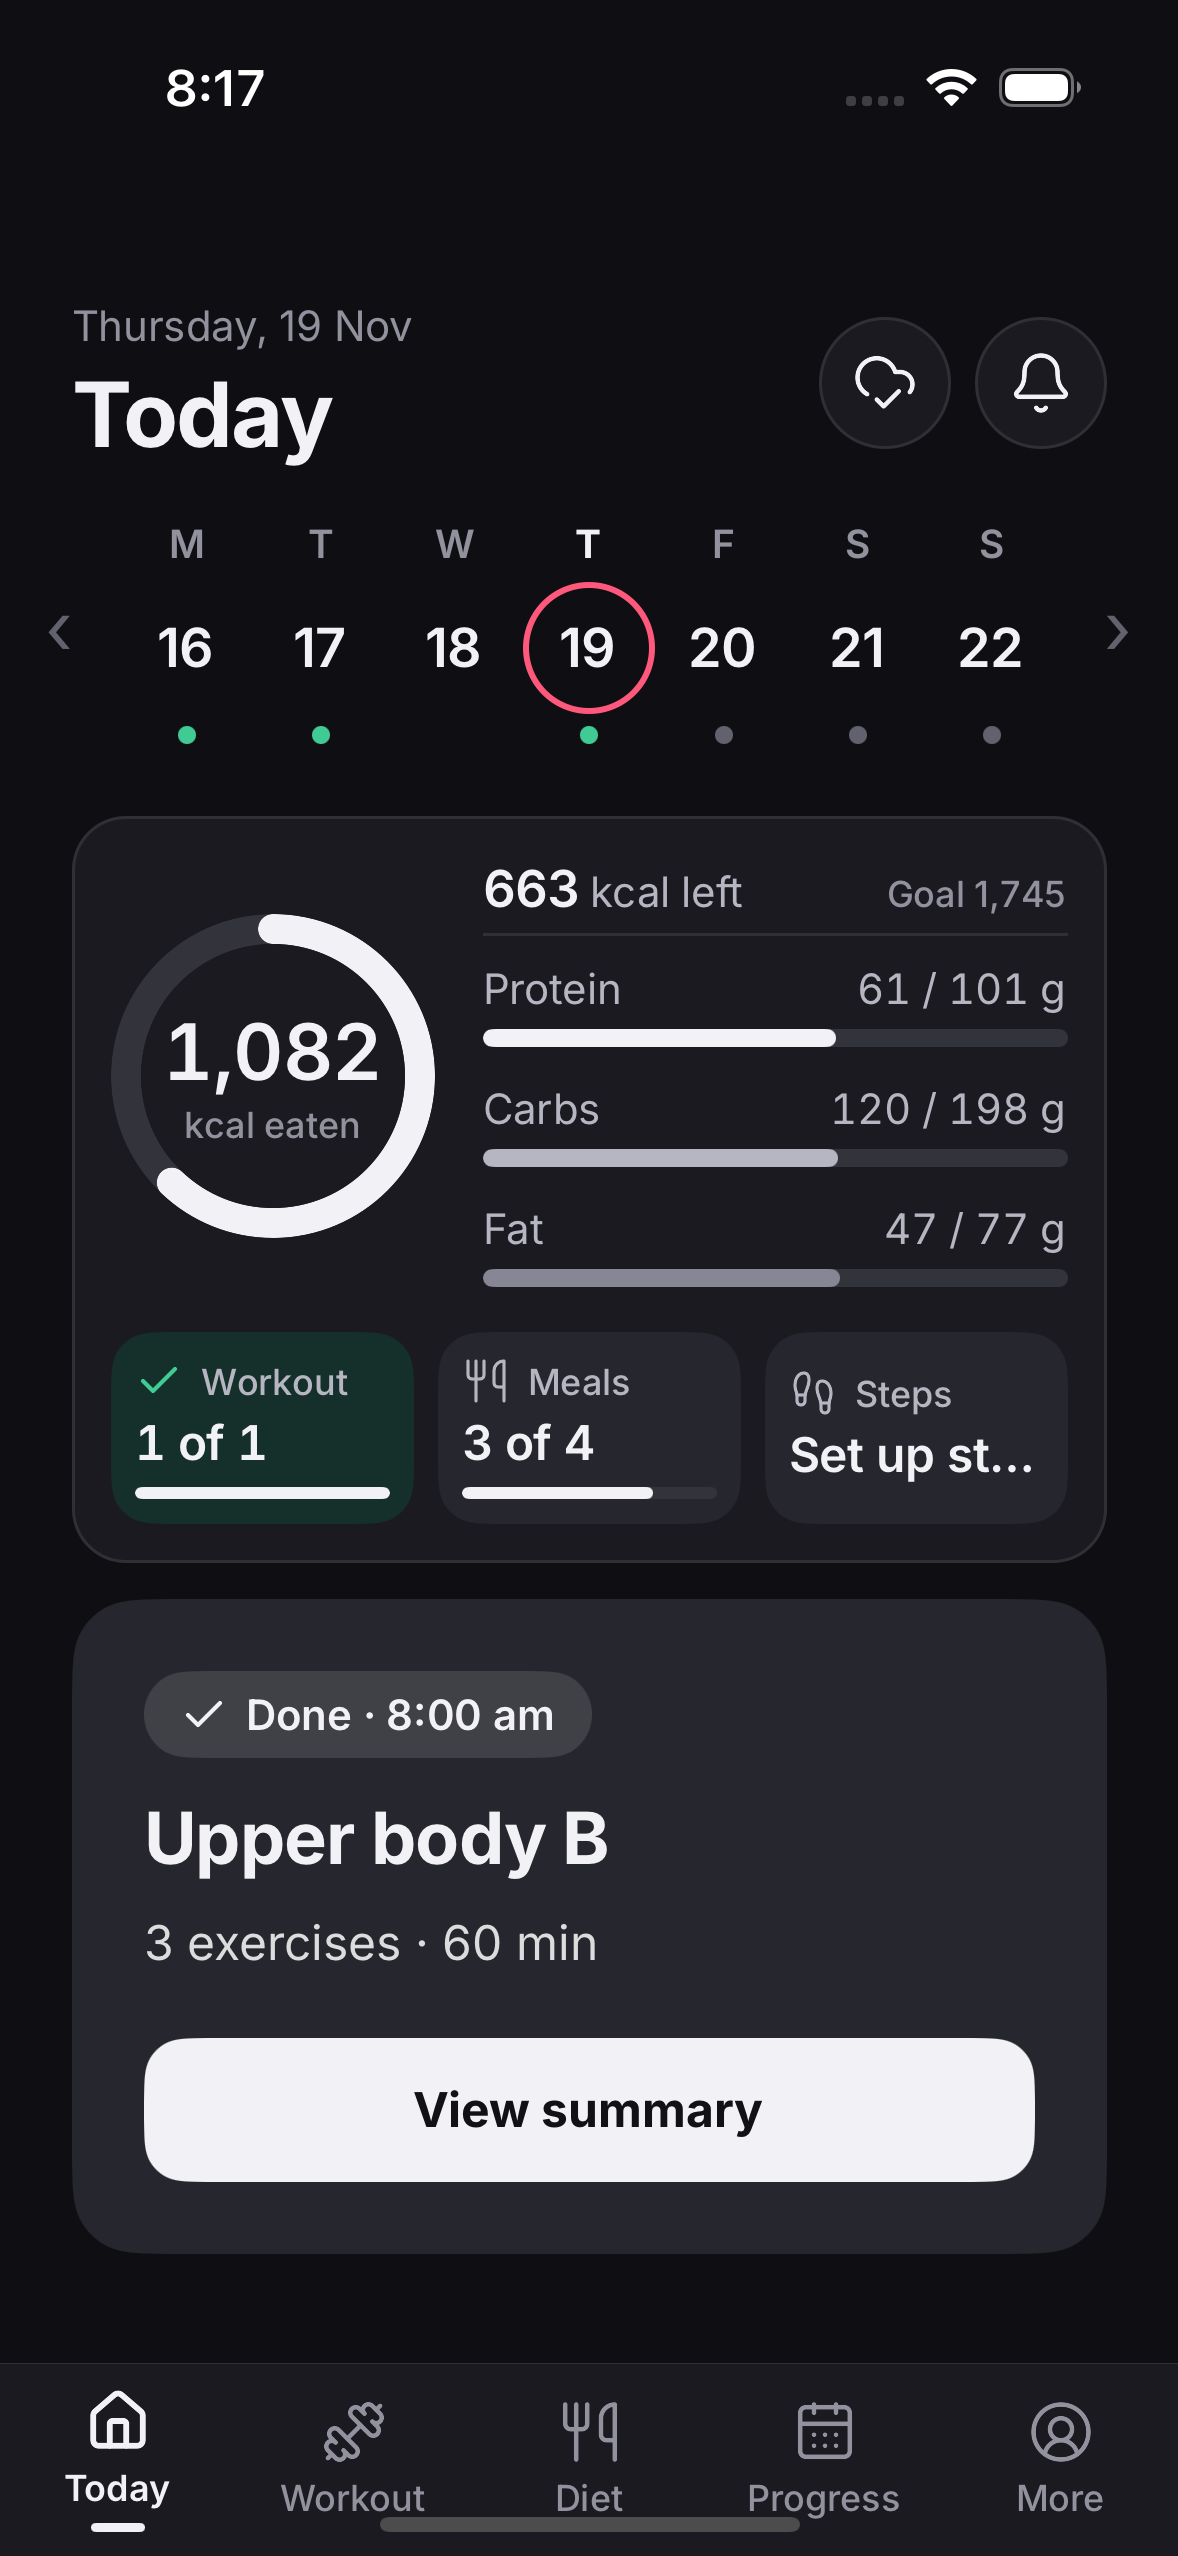 8:17
Thursday, 19 Nov
Today
M T W T F S S
16 17 18 19 20 21 22
663 kcal left Goal 1,745
1,082
kcal eaten
Protein 61 / 101 g
Carbs 120 / 198 g
Fat 47 / 77 g
Workout
1 of 1
Meals
3 of 4
Steps
Set up st...
Done · 8:00 am
Upper body B
3 exercises · 60 min
View summary
Today Workout Diet Progress More